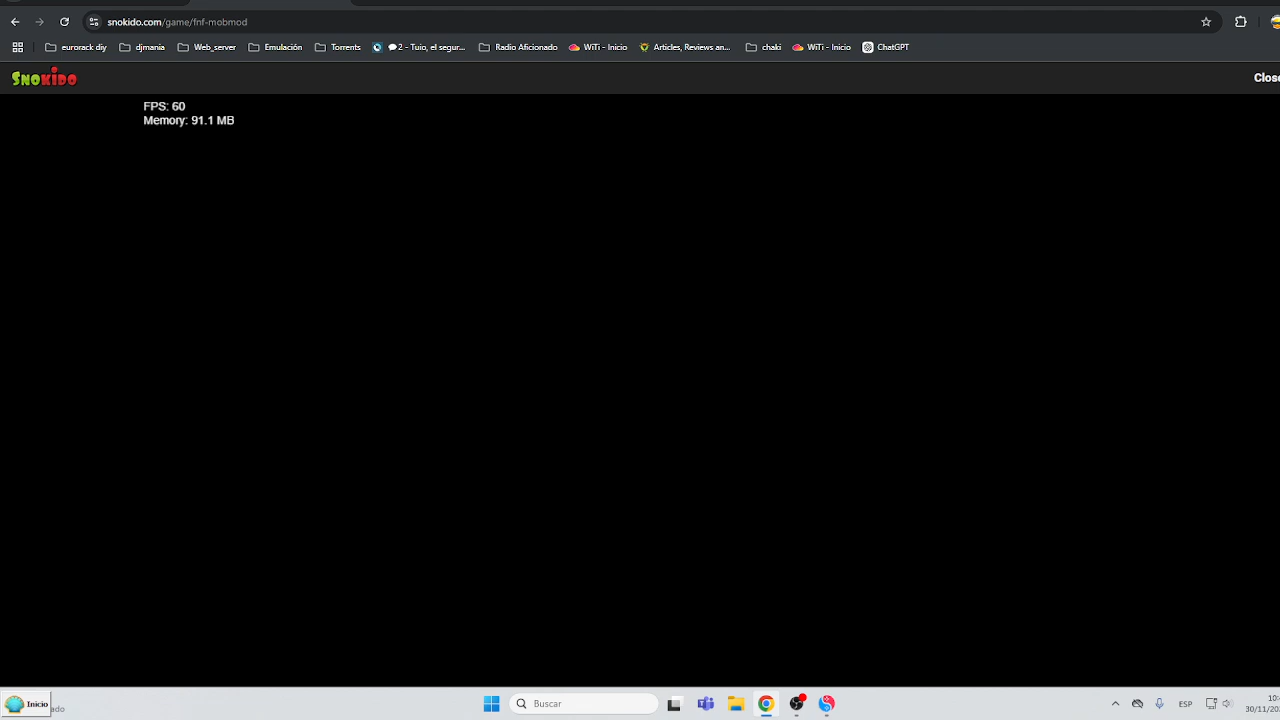 snokido.com/game/fnf-mobmod
eurorack diy
djmania
Web_server
Emulación
Torrents
2 - Tuio, el segur...
Radio Aficionado
WiTi - Inicio
Articles, Reviews an...
chaki
WiTi - Inicio
ChatGPT
SNOKIDO
Close
FPS: 60
Memory: 91.1 MB
Inicio
Buscar
ESP
30/11/202